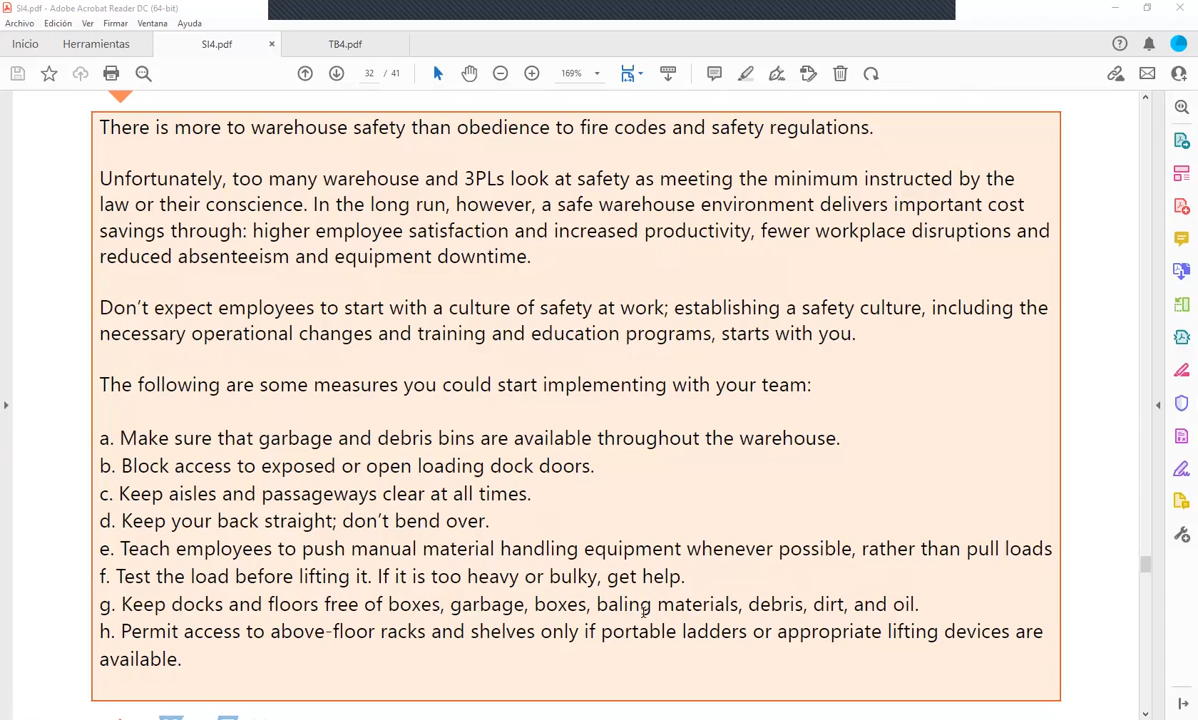 SI4.pdf - Adobe Acrobat Reader DC (64-bit)
Archivo Edición Ver Firmar Ventana Ayuda
Inicio Herramientas SI4.pdf × TB4.pdf
32 / 41 169%
There is more to warehouse safety than obedience to fire codes and safety regulations.
Unfortunately, too many warehouse and 3PLs look at safety as meeting the minimum instructed by the
law or their conscience. In the long run, however, a safe warehouse environment delivers important cost
savings through: higher employee satisfaction and increased productivity, fewer workplace disruptions and
reduced absenteeism and equipment downtime.
Don’t expect employees to start with a culture of safety at work; establishing a safety culture, including the
necessary operational changes and training and education programs, starts with you.
The following are some measures you could start implementing with your team:
a. Make sure that garbage and debris bins are available throughout the warehouse.
b. Block access to exposed or open loading dock doors.
c. Keep aisles and passageways clear at all times.
d. Keep your back straight; don’t bend over.
e. Teach employees to push manual material handling equipment whenever possible, rather than pull loads
f. Test the load before lifting it. If it is too heavy or bulky, get help.
g. Keep docks and floors free of boxes, garbage, boxes, baling materials, debris, dirt, and oil.
h. Permit access to above-floor racks and shelves only if portable ladders or appropriate lifting devices are
available.